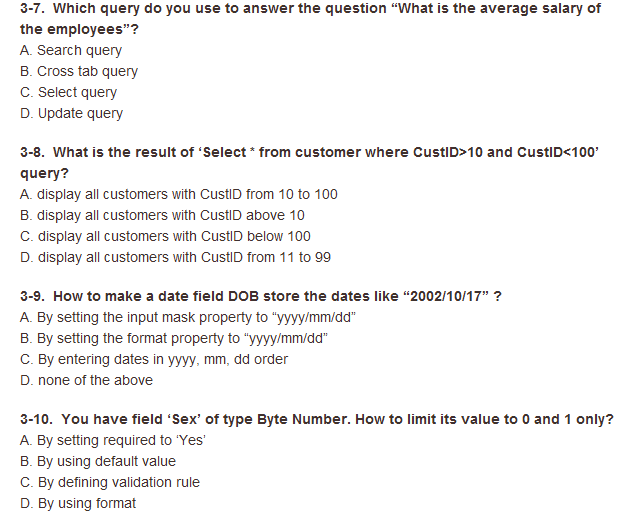 3-7. Which query do you use to answer the question “What is the average salary of
the employees”?
A. Search query
B. Cross tab query
C. Select query
D. Update query
3-8. What is the result of ‘Select * from customer where CustID>10 and CustID<100’
query?
A. display all customers with CustID from 10 to 100
B. display all customers with CustID above 10
C. display all customers with CustID below 100
D. display all customers with CustID from 11 to 99
3-9. How to make a date field DOB store the dates like “2002/10/17” ?
A. By setting the input mask property to “yyyy/mm/dd”
B. By setting the format property to “yyyy/mm/dd”
C. By entering dates in yyyy, mm, dd order
D. none of the above
3-10. You have field ‘Sex’ of type Byte Number. How to limit its value to 0 and 1 only?
A. By setting required to ‘Yes’
B. By using default value
C. By defining validation rule
D. By using format